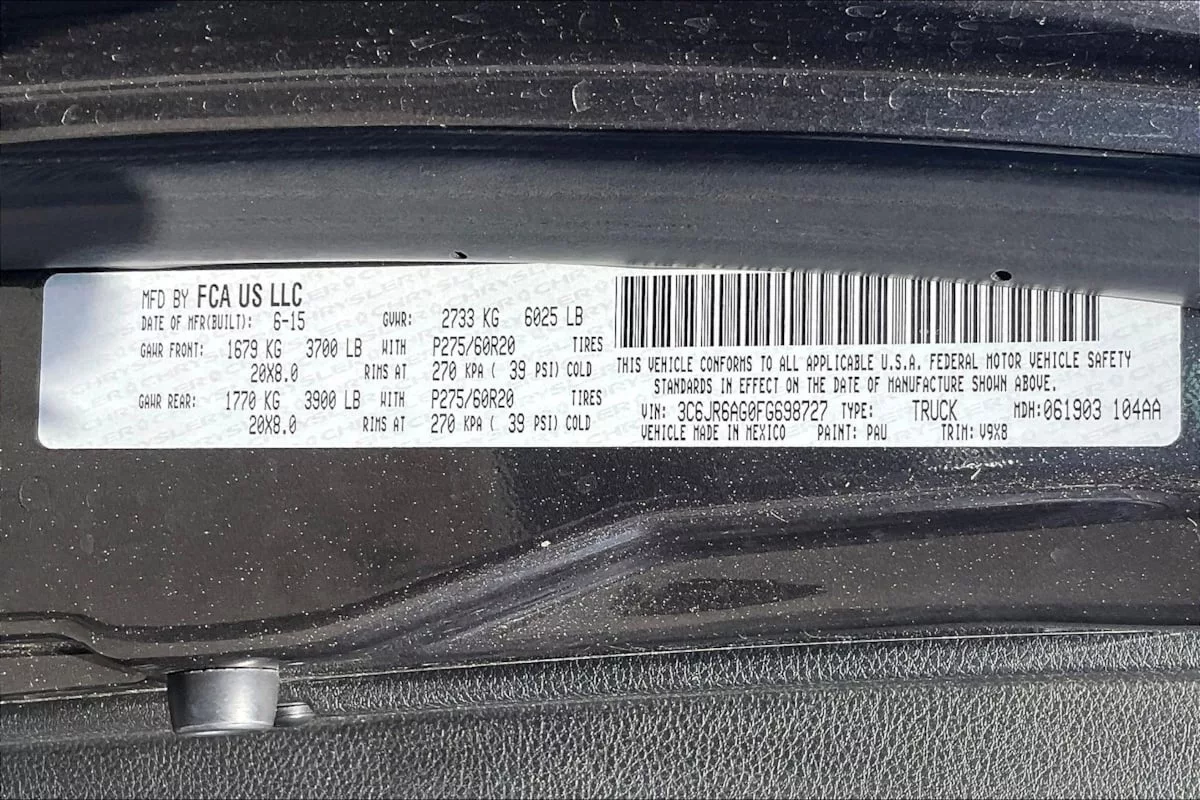 MFD BY FCA US LLC
DATE OF MFR(BUILT): 6-15 GVWR: 2733 KG 6025 LB
GAWR FRONT: 1679 KG 3700 LB WITH P275/60R20 TIRES
20X8.0 RIMS AT 270 KPA ( 39 PSI) COLD
GAWR REAR: 1770 KG 3900 LB WITH P275/60R20 TIRES
20X8.0 RIMS AT 270 KPA ( 39 PSI) COLD
THIS VEHICLE CONFORMS TO ALL APPLICABLE U.S.A. FEDERAL MOTOR VEHICLE SAFETY
STANDARDS IN EFFECT ON THE DATE OF MANUFACTURE SHOWN ABOVE.
VIN: 3C6JR6AG0FG698727 TYPE: TRUCK MDH: 061903 104AA
VEHICLE MADE IN MEXICO PAINT: PAU TRIM: V9X8